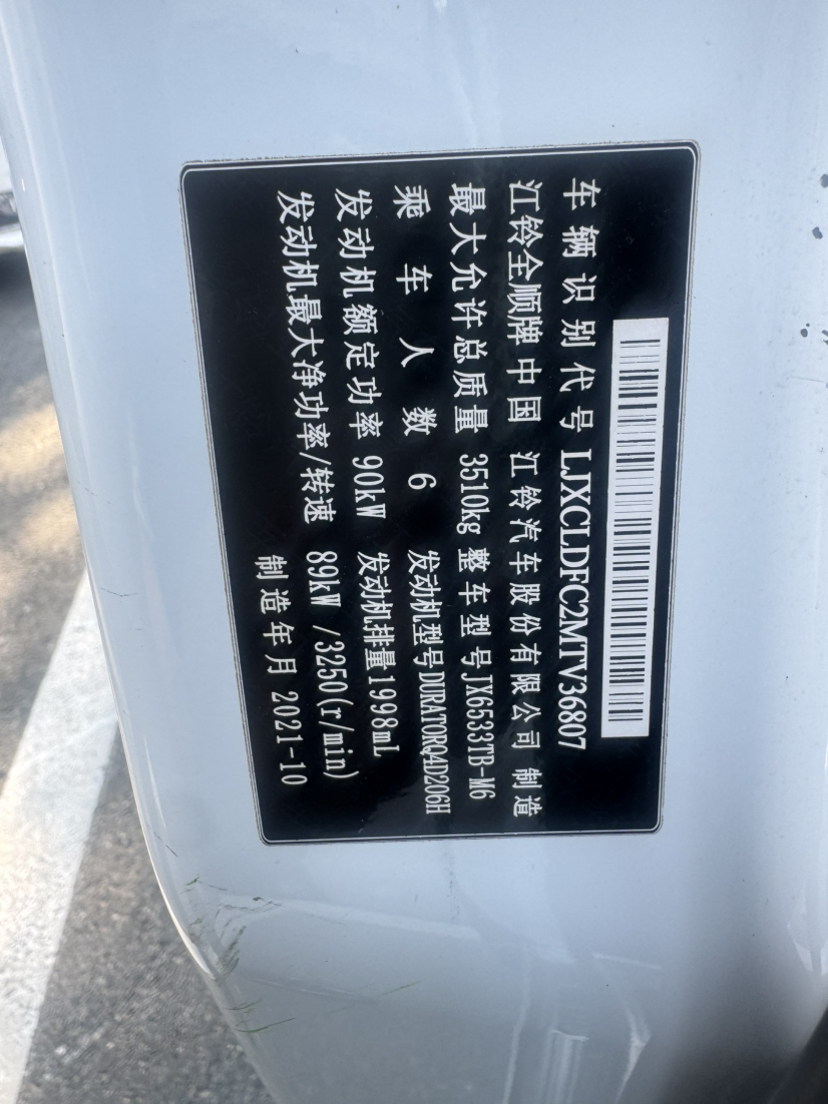 车辆识别代号 LJXCLDFC2MTV36807
江铃全顺牌 中国 江铃汽车股份有限公司 制造
最大允许总质量 3510kg 整车型号 JX6533TB-M6
乘车人数 6 发动机型号 DURATORQ4D206H
发动机额定功率 90kW 发动机排量 1998mL
发动机最大净功率/转速 89kW /3250(r/min)
制造年月 2021-10